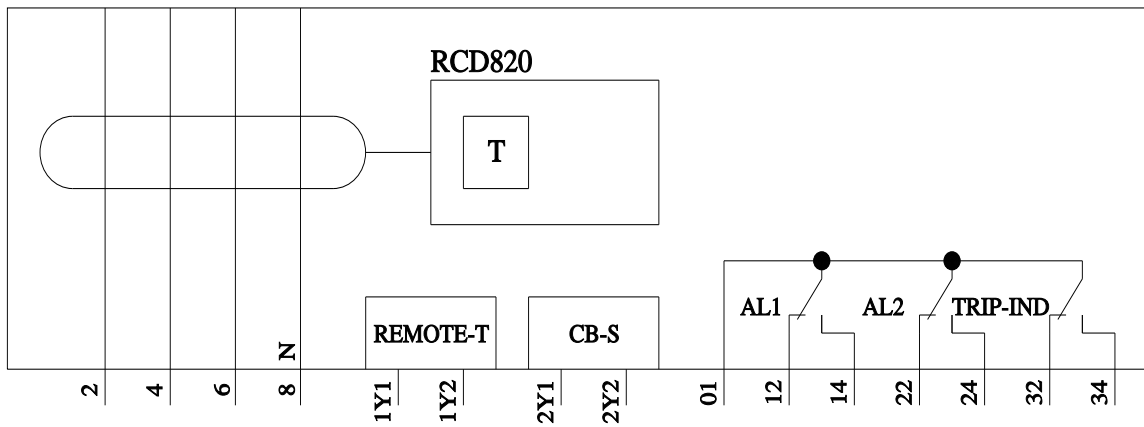 RCD820
T
AL1
AL2
TRIP-IND
REMOTE-T
CB-S
N
2
4
6
8
1Y1
1Y2
2Y1
2Y2
01
12
14
22
24
32
34